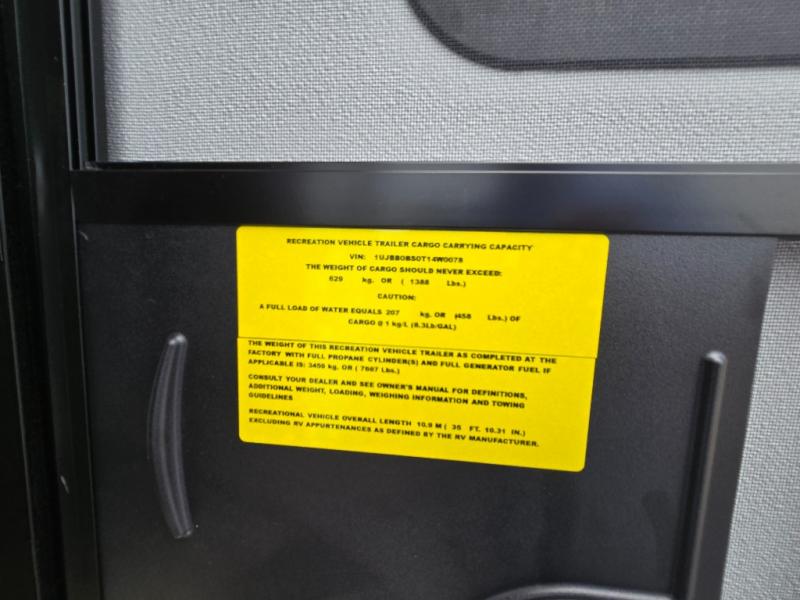 RECREATION VEHICLE TRAILER CARGO CARRYING CAPACITY
VIN: 1UJBB0BS0T14W0078
THE WEIGHT OF CARGO SHOULD NEVER EXCEED:
629 kg. OR ( 1388 Lbs.)
CAUTION:
A FULL LOAD OF WATER EQUALS 207 kg. OR (458 Lbs.) OF
CARGO @ 1 kg/L (8.3Lb/GAL)
THE WEIGHT OF THIS RECREATION VEHICLE TRAILER AS COMPLETED AT THE
FACTORY WITH FULL PROPANE CYLINDER(S) AND FULL GENERATOR FUEL IF
APPLICABLE IS: 3450 kg. OR ( 7607 Lbs.)
CONSULT YOUR DEALER AND SEE OWNER'S MANUAL FOR DEFINITIONS,
ADDITIONAL WEIGHT, LOADING, WEIGHING INFORMATION AND TOWING
GUIDELINES
RECREATIONAL VEHICLE OVERALL LENGTH 10.9 M ( 35 FT. 10.31 IN.)
EXCLUDING RV APPURTENANCES AS DEFINED BY THE RV MANUFACTURER.